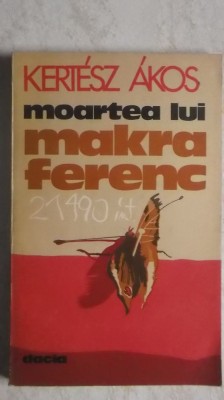 KERTÉSZ ÁKOS
moartea lui
makra
ferenc
dacia